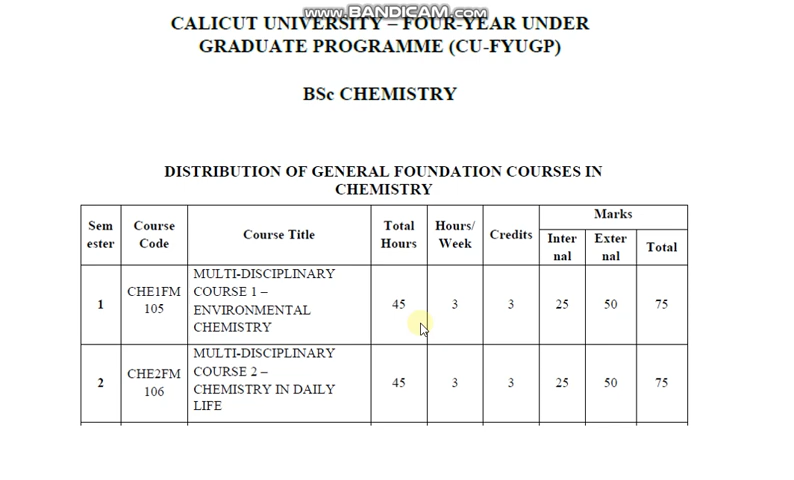 www.BANDICAM.com
CALICUT UNIVERSITY – FOUR-YEAR UNDER
GRADUATE PROGRAMME (CU-FYUGP)
BSc CHEMISTRY
DISTRIBUTION OF GENERAL FOUNDATION COURSES IN
CHEMISTRY
Sem
ester
Course
Code
Course Title
Total
Hours
Hours/
Week
Credits
Marks
Inter
nal
Exter
nal
Total
1
CHE1FM
105
MULTI-DISCIPLINARY
COURSE 1 –
ENVIRONMENTAL
CHEMISTRY
45
3
3
25
50
75
2
CHE2FM
106
MULTI-DISCIPLINARY
COURSE 2 –
CHEMISTRY IN DAILY
LIFE
45
3
3
25
50
75